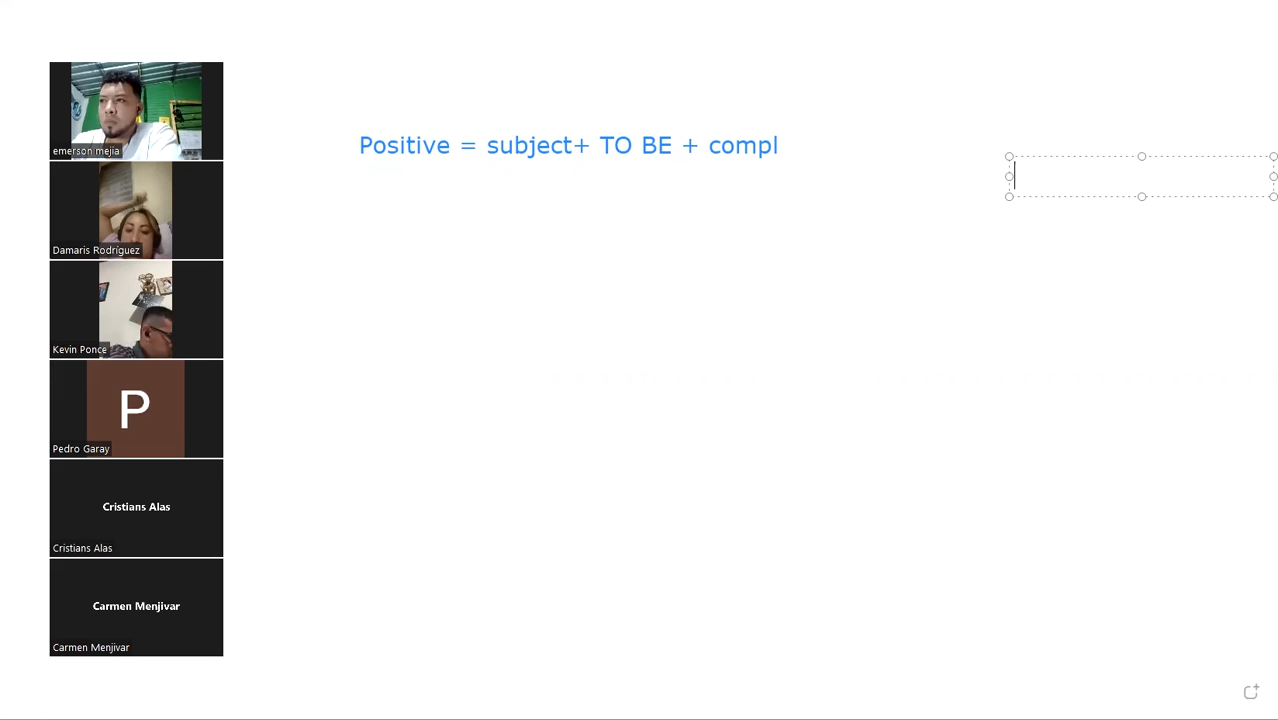 emerson mejia
Positive = subject+ TO BE + compl
Damaris Rodríguez
Kevin Ponce
P
Pedro Garay
Cristians Alas
Cristians Alas
Carmen Menjivar
Carmen Menjivar